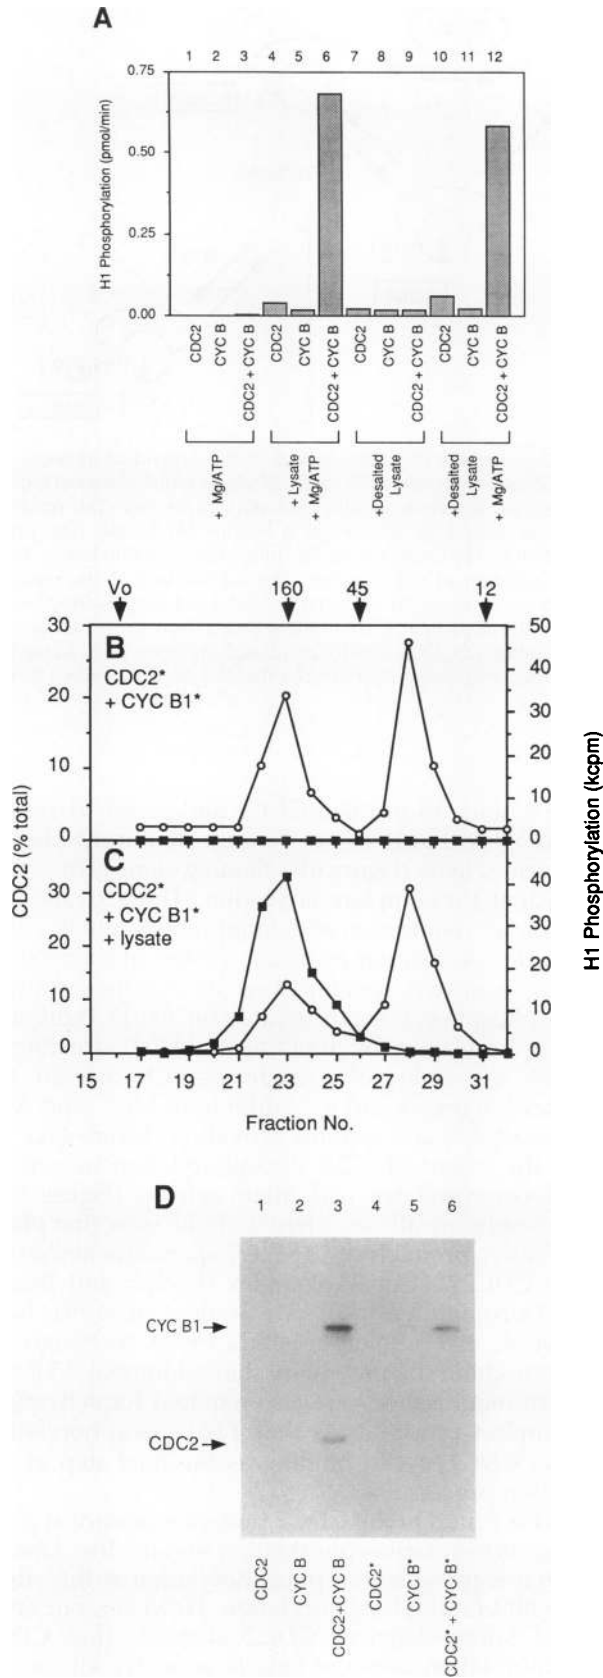 A
1 2 3 4 5 6 7 8 9 10 11 12
H1 Phosphorylation (pmol/min)
0.75
0.50
0.25
0.00
CDC2
CYC B
CDC2 + CYC B
CDC2
CYC B
CDC2 + CYC B
CDC2
CYC B
CDC2 + CYC B
CDC2
CYC B
CDC2 + CYC B
+ Mg/ATP
+ Lysate
+ Mg/ATP
+Desalted
Lysate
+Desalted
Lysate
+ Mg/ATP
Vo 160 45 12
B
CDC2*
+ CYC B1*
30
20
10
0
50
40
30
20
10
0
C
CDC2*
+ CYC B1*
+ lysate
30
20
10
0
40
30
20
10
0
CDC2 (% total)
H1 Phosphorylation (kcpm)
15 17 19 21 23 25 27 29 31
Fraction No.
D
1 2 3 4 5 6
CYC B1
CDC2
CDC2
CYC B
CDC2+CYC B
CDC2*
CYC B*
CDC2* + CYC B*